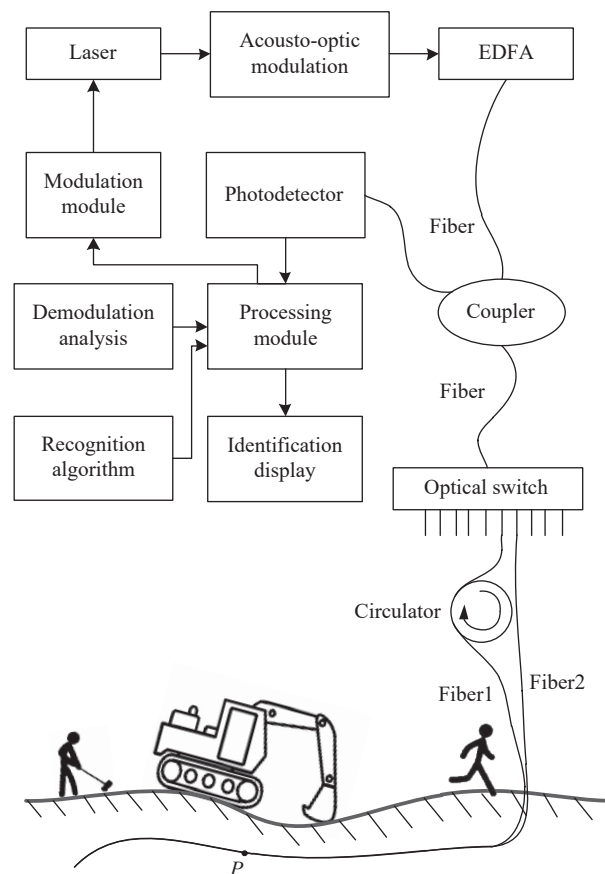 Laser
Acousto-optic
modulation
EDFA
Modulation
module
Photodetector
Fiber
Demodulation
analysis
Processing
module
Coupler
Fiber
Recognition
algorithm
Identification
display
Optical switch
Circulator
Fiber1
Fiber2
P